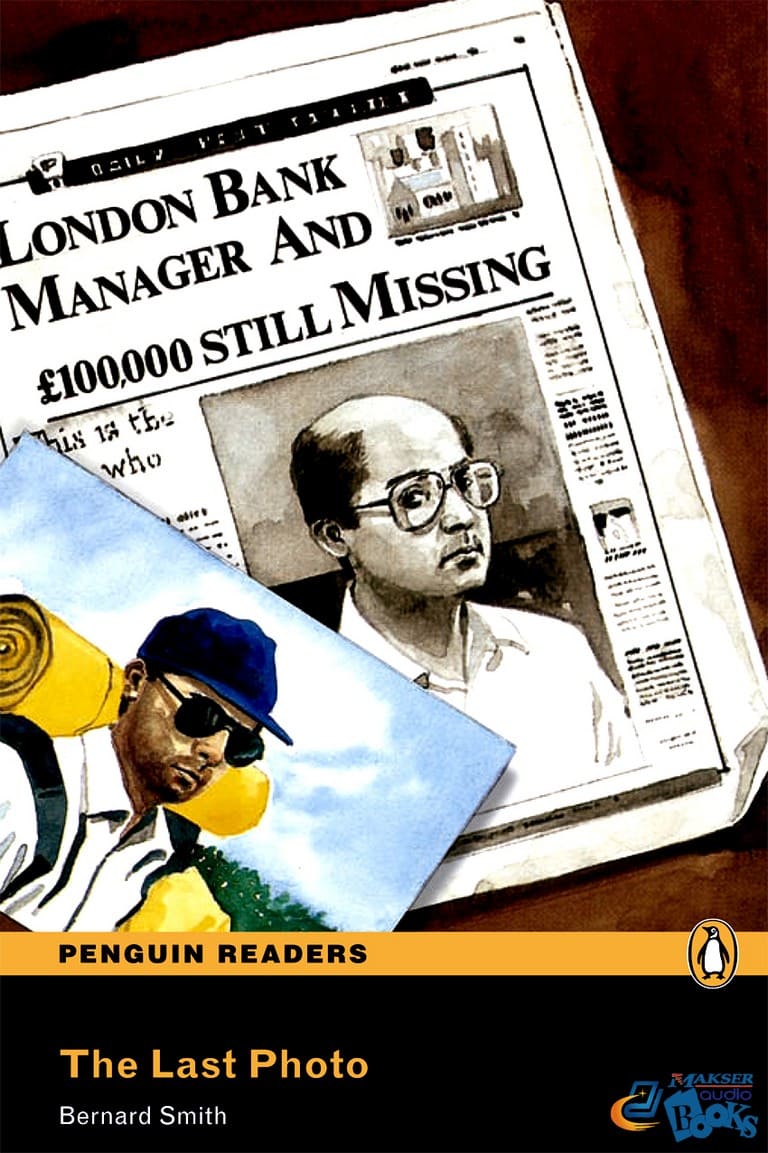 LONDON BANK
MANAGER AND
£100,000 STILL MISSING
This is the
who
PENGUIN READERS
The Last Photo
Bernard Smith
MAKSER
audio
BOOKS